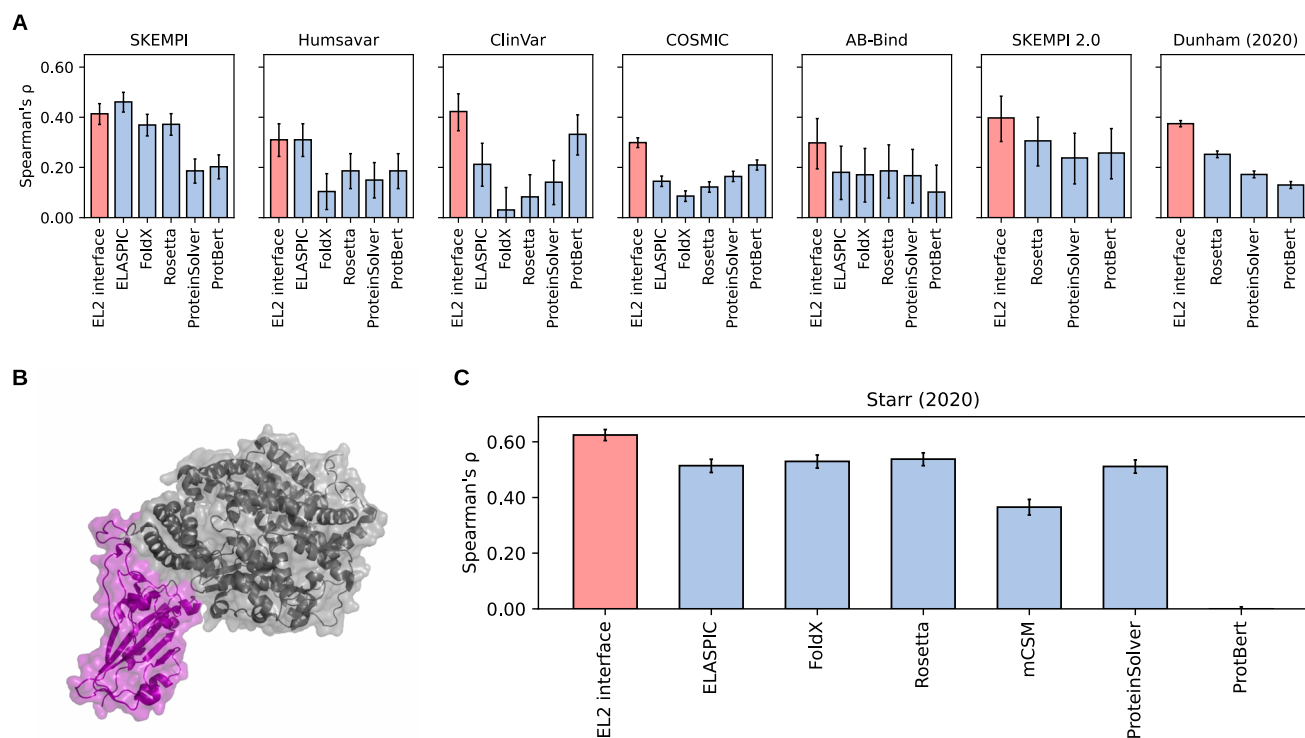 A
SKEMPI
Humsavar
ClinVar
COSMIC
AB-Bind
SKEMPI 2.0
Dunham (2020)
Spearman's ρ
0.60
0.40
0.20
0.00
EL2 interface
ELASPIC
FoldX
Rosetta
ProteinSolver
ProtBert
EL2 interface
ELASPIC
FoldX
Rosetta
ProteinSolver
ProtBert
EL2 interface
ELASPIC
FoldX
Rosetta
ProteinSolver
ProtBert
EL2 interface
ELASPIC
FoldX
Rosetta
ProteinSolver
ProtBert
EL2 interface
ELASPIC
FoldX
Rosetta
ProteinSolver
ProtBert
EL2 interface
Rosetta
ProteinSolver
ProtBert
EL2 interface
Rosetta
ProteinSolver
ProtBert
B
C
Starr (2020)
Spearman's ρ
0.60
0.40
0.20
0.00
EL2 interface
ELASPIC
FoldX
Rosetta
mCSM
ProteinSolver
ProtBert